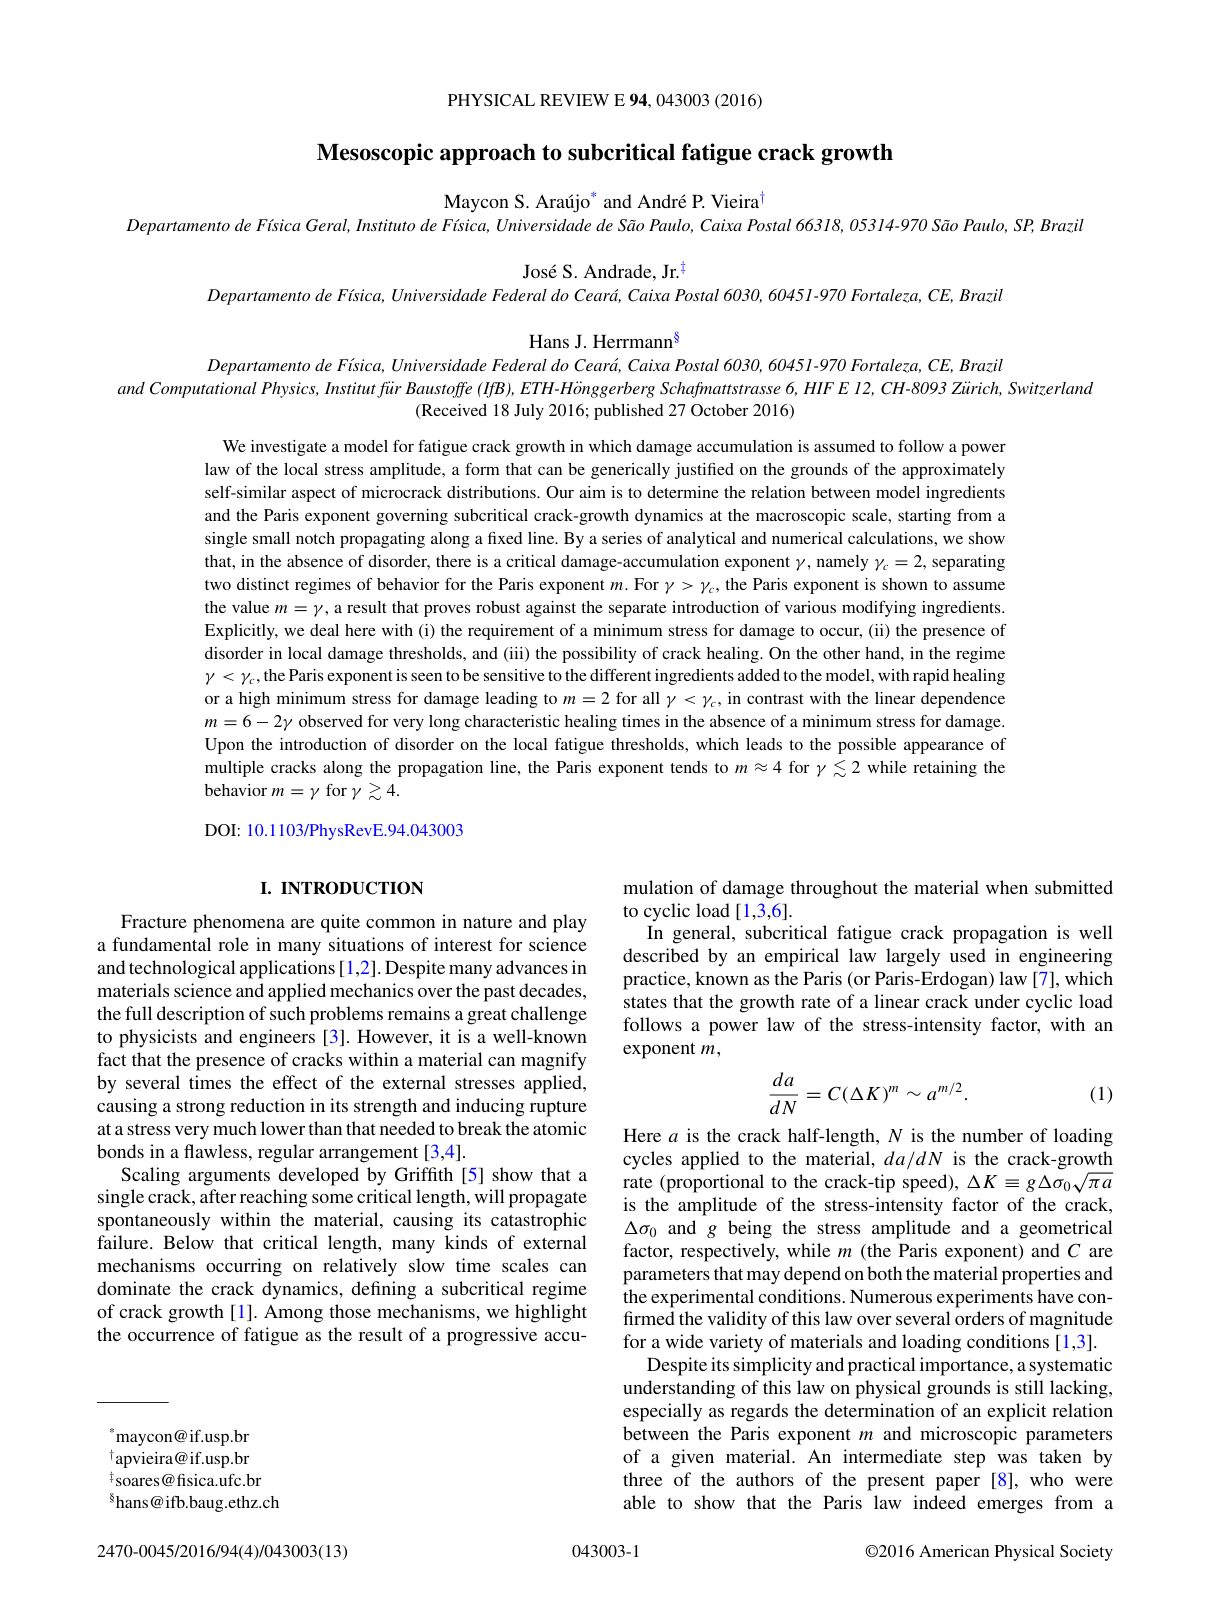 PHYSICAL REVIEW E 94, 043003 (2016)
Mesoscopic approach to subcritical fatigue crack growth
Maycon S. Araújo* and André P. Vieira†
Departamento de Física Geral, Instituto de Física, Universidade de São Paulo, Caixa Postal 66318, 05314-970 São Paulo, SP, Brazil
José S. Andrade, Jr.‡
Departamento de Física, Universidade Federal do Ceará, Caixa Postal 6030, 60451-970 Fortaleza, CE, Brazil
Hans J. Herrmann§
Departamento de Física, Universidade Federal do Ceará, Caixa Postal 6030, 60451-970 Fortaleza, CE, Brazil
and Computational Physics, Institut für Baustoffe (IfB), ETH-Hönggerberg Schafmattstrasse 6, HIF E 12, CH-8093 Zürich, Switzerland
(Received 18 July 2016; published 27 October 2016)
We investigate a model for fatigue crack growth in which damage accumulation is assumed to follow a power
law of the local stress amplitude, a form that can be generically justified on the grounds of the approximately
self-similar aspect of microcrack distributions. Our aim is to determine the relation between model ingredients
and the Paris exponent governing subcritical crack-growth dynamics at the macroscopic scale, starting from a
single small notch propagating along a fixed line. By a series of analytical and numerical calculations, we show
that, in the absence of disorder, there is a critical damage-accumulation exponent γ, namely γc = 2, separating
two distinct regimes of behavior for the Paris exponent m. For γ > γc, the Paris exponent is shown to assume
the value m = γ, a result that proves robust against the separate introduction of various modifying ingredients.
Explicitly, we deal here with (i) the requirement of a minimum stress for damage to occur, (ii) the presence of
disorder in local damage thresholds, and (iii) the possibility of crack healing. On the other hand, in the regime
γ < γc, the Paris exponent is seen to be sensitive to the different ingredients added to the model, with rapid healing
or a high minimum stress for damage leading to m = 2 for all γ < γc, in contrast with the linear dependence
m = 6 − 2γ observed for very long characteristic healing times in the absence of a minimum stress for damage.
Upon the introduction of disorder on the local fatigue thresholds, which leads to the possible appearance of
multiple cracks along the propagation line, the Paris exponent tends to m ≈ 4 for γ ≲ 2 while retaining the
behavior m = γ for γ ≳ 4.
DOI: 10.1103/PhysRevE.94.043003
I. INTRODUCTION
Fracture phenomena are quite common in nature and play
a fundamental role in many situations of interest for science
and technological applications [1,2]. Despite many advances in
materials science and applied mechanics over the past decades,
the full description of such problems remains a great challenge
to physicists and engineers [3]. However, it is a well-known
fact that the presence of cracks within a material can magnify
by several times the effect of the external stresses applied,
causing a strong reduction in its strength and inducing rupture
at a stress very much lower than that needed to break the atomic
bonds in a flawless, regular arrangement [3,4].
Scaling arguments developed by Griffith [5] show that a
single crack, after reaching some critical length, will propagate
spontaneously within the material, causing its catastrophic
failure. Below that critical length, many kinds of external
mechanisms occurring on relatively slow time scales can
dominate the crack dynamics, defining a subcritical regime
of crack growth [1]. Among those mechanisms, we highlight
the occurrence of fatigue as the result of a progressive accu-
*maycon@if.usp.br
†apvieira@if.usp.br
‡soares@fisica.ufc.br
§hans@ifb.baug.ethz.ch
mulation of damage throughout the material when submitted
to cyclic load [1,3,6].
In general, subcritical fatigue crack propagation is well
described by an empirical law largely used in engineering
practice, known as the Paris (or Paris-Erdogan) law [7], which
states that the growth rate of a linear crack under cyclic load
follows a power law of the stress-intensity factor, with an
exponent m,
da/dN = C(ΔK)^m ∼ a^{m/2}. (1)
Here a is the crack half-length, N is the number of loading
cycles applied to the material, da/dN is the crack-growth
rate (proportional to the crack-tip speed), ΔK ≡ gΔσ0√πa
is the amplitude of the stress-intensity factor of the crack,
Δσ0 and g being the stress amplitude and a geometrical
factor, respectively, while m (the Paris exponent) and C are
parameters that may depend on both the material properties and
the experimental conditions. Numerous experiments have con-
firmed the validity of this law over several orders of magnitude
for a wide variety of materials and loading conditions [1,3].
Despite its simplicity and practical importance, a systematic
understanding of this law on physical grounds is still lacking,
especially as regards the determination of an explicit relation
between the Paris exponent m and microscopic parameters
of a given material. An intermediate step was taken by
three of the authors of the present paper [8], who were
able to show that the Paris law indeed emerges from a
2470-0045/2016/94(4)/043003(13)
043003-1
©2016 American Physical Society